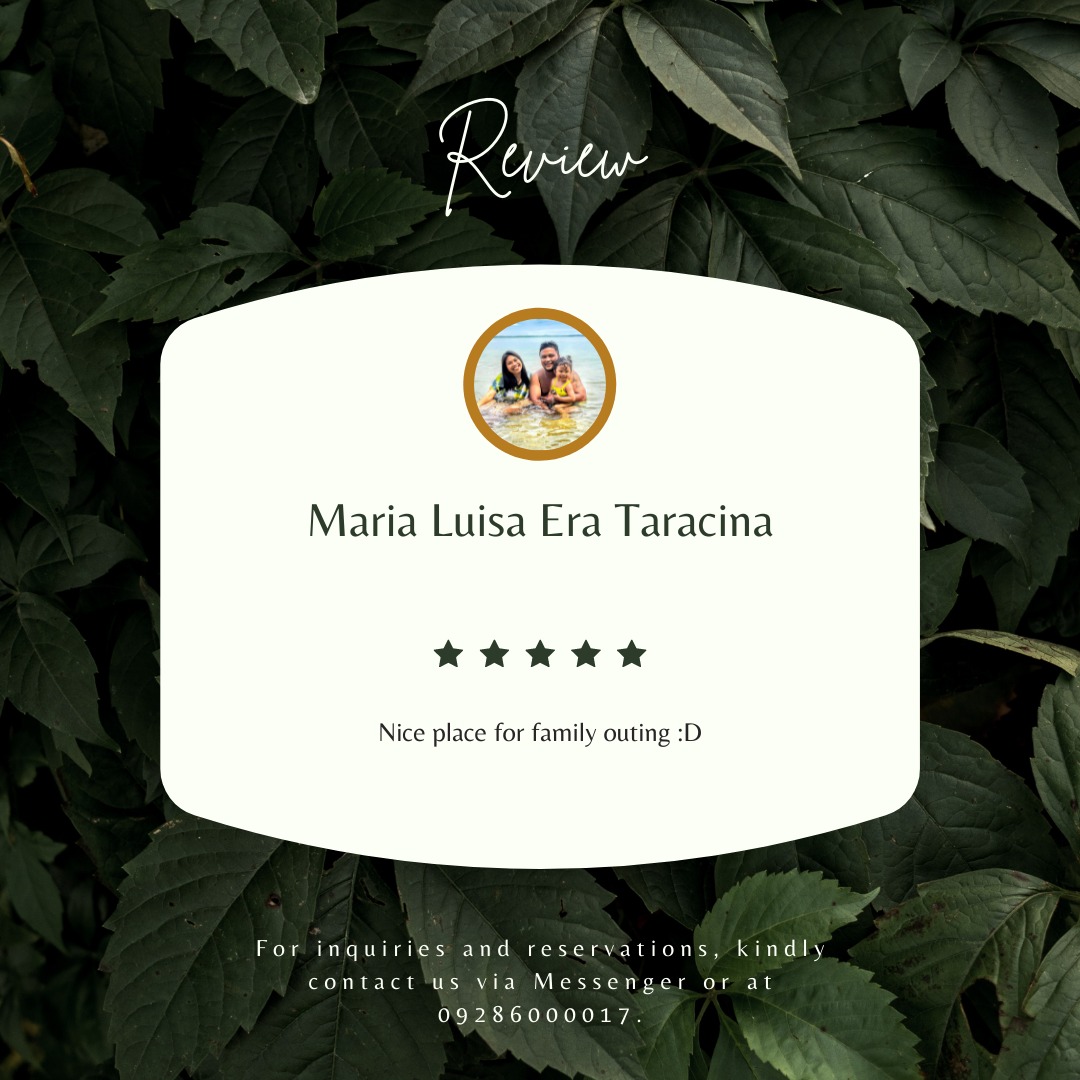 Review
Maria Luisa Era Taracina
★★★★★
Nice place for family outing :D
For inquiries and reservations, kindly
contact us via Messenger or at
09286000017.